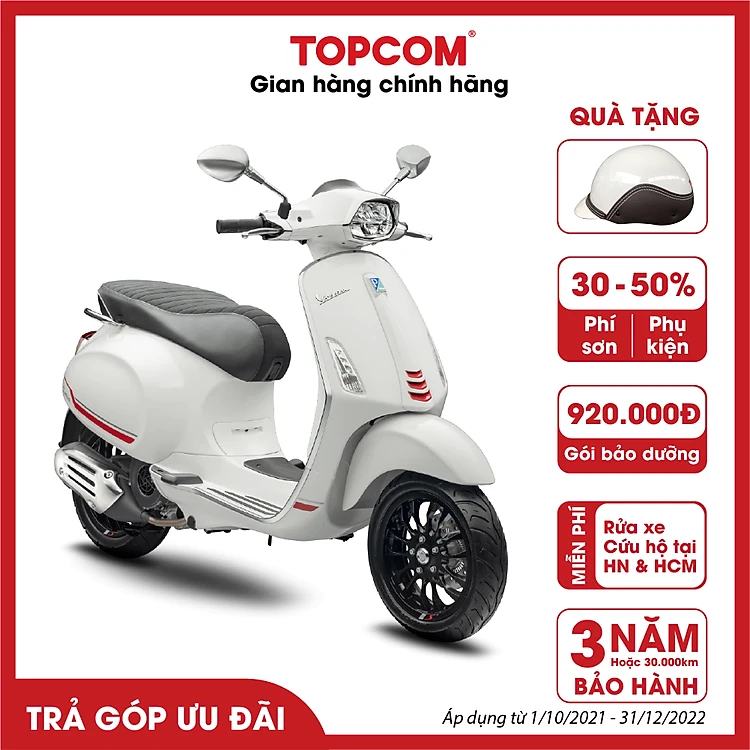 TOPCOM®
Gian hàng chính hãng
QUÀ TẶNG
30 - 50%
Phí sơn
Phụ kiện
920.000Đ
Gói bảo dưỡng
MIỄN PHÍ
Rửa xe
Cứu hộ tại
HN & HCM
3 NĂM
Hoặc 30.000km
BẢO HÀNH
Vespa
TRẢ GÓP ƯU ĐÃI
Áp dụng từ 1/10/2021 - 31/12/2022